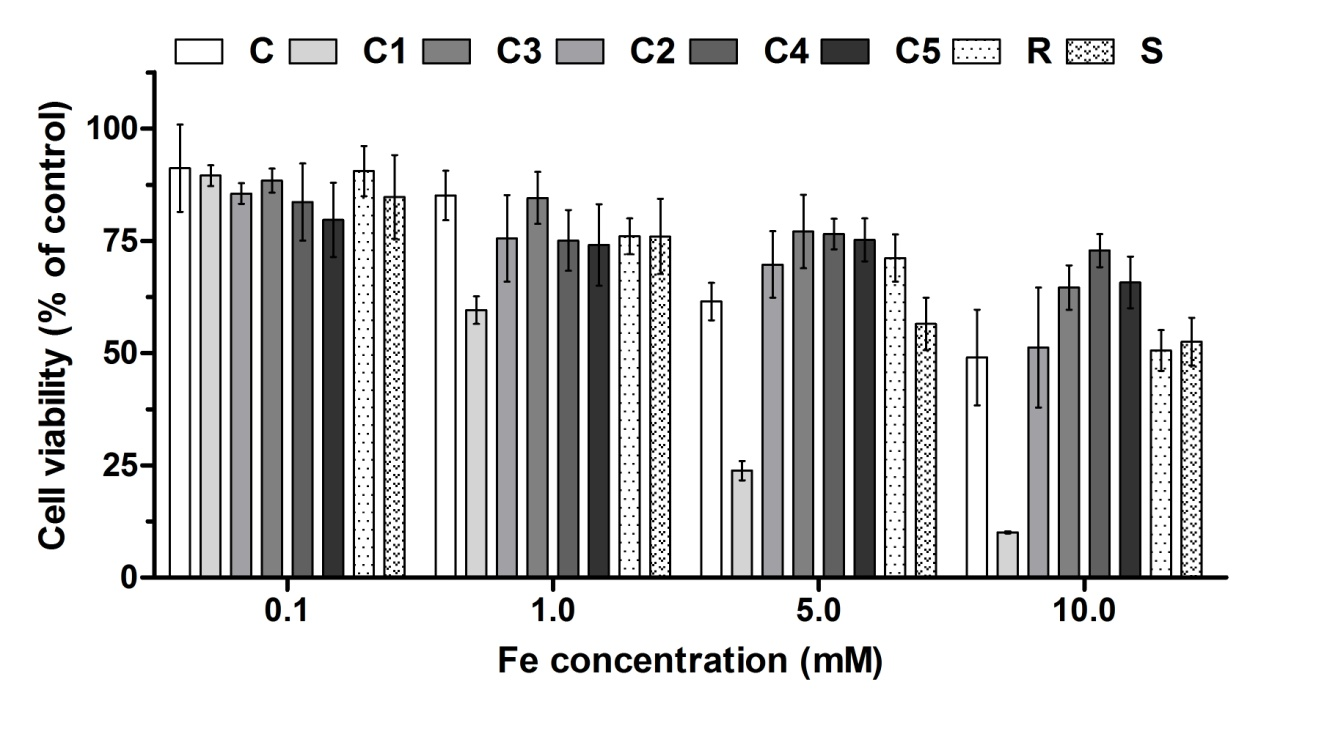 C C1 C3 C2 C4 C5 R S
Cell viability (% of control)
100
75
50
25
0
0.1 1.0 5.0 10.0
Fe concentration (mM)